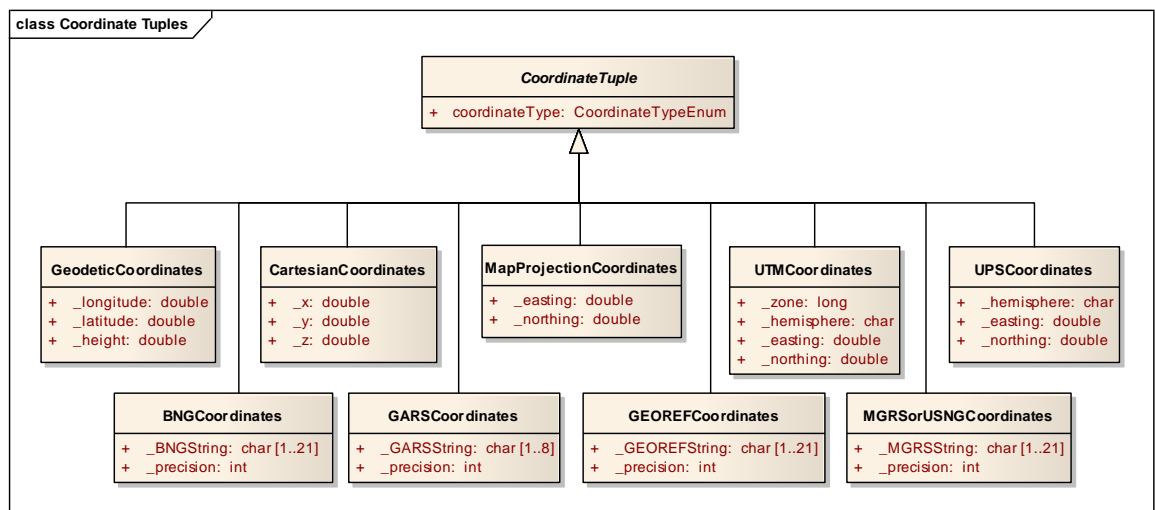 class Coordinate Tuples
CoordinateTuple
+ coordinateType: CoordinateTypeEnum
GeodeticCoordinates
+ _longitude: double
+ _latitude: double
+ _height: double
CartesianCoordinates
+ _x: double
+ _y: double
+ _z: double
MapProjectionCoordinates
+ _easting: double
+ _northing: double
UTMCoordinates
+ _zone: long
+ _hemisphere: char
+ _easting: double
+ _northing: double
UPSCoordinates
+ _hemisphere: char
+ _easting: double
+ _northing: double
BNGCoordinates
+ _BNGString: char [1..21]
+ _precision: int
GARSCoordinates
+ _GARSString: char [1..8]
+ _precision: int
GEOREFCoordinates
+ _GEOREFString: char [1..21]
+ _precision: int
MGRSorUSNGCoordinates
+ _MGRSString: char [1..21]
+ _precision: int